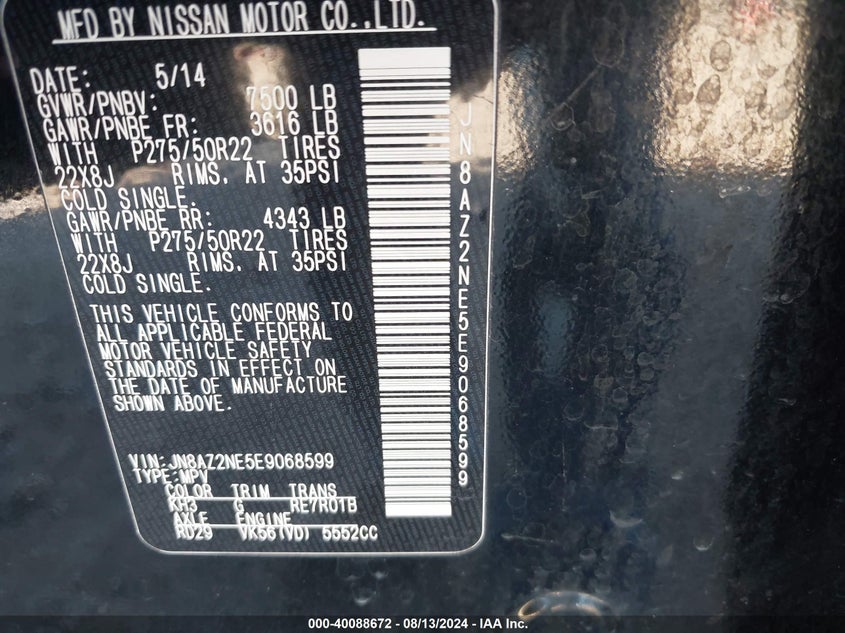 MFD BY NISSAN MOTOR CO.,LTD.
DATE: 5/14
GVWR/PNBV: 7500 LB
GAWR/PNBE FR: 3616 LB
WITH P275/50R22 TIRES
22X8J RIMS. AT 35PSI
COLD SINGLE.
GAWR/PNBE RR: 4343 LB
WITH P275/50R22 TIRES
22X8J RIMS. AT 35PSI
COLD SINGLE.
THIS VEHICLE CONFORMS TO
ALL APPLICABLE FEDERAL
MOTOR VEHICLE SAFETY
STANDARDS IN EFFECT ON
THE DATE OF MANUFACTURE
SHOWN ABOVE.
VIN:JN8AZ2NE5E9068599
TYPE:MPV
COLOR TRIM TRANS
KH3 G RE7R01B
AXLE ENGINE
RD29 VK56(VD) 5552CC
JN8AZ2NE5E9068599
000-40088672 - 08/13/2024 - IAA Inc.